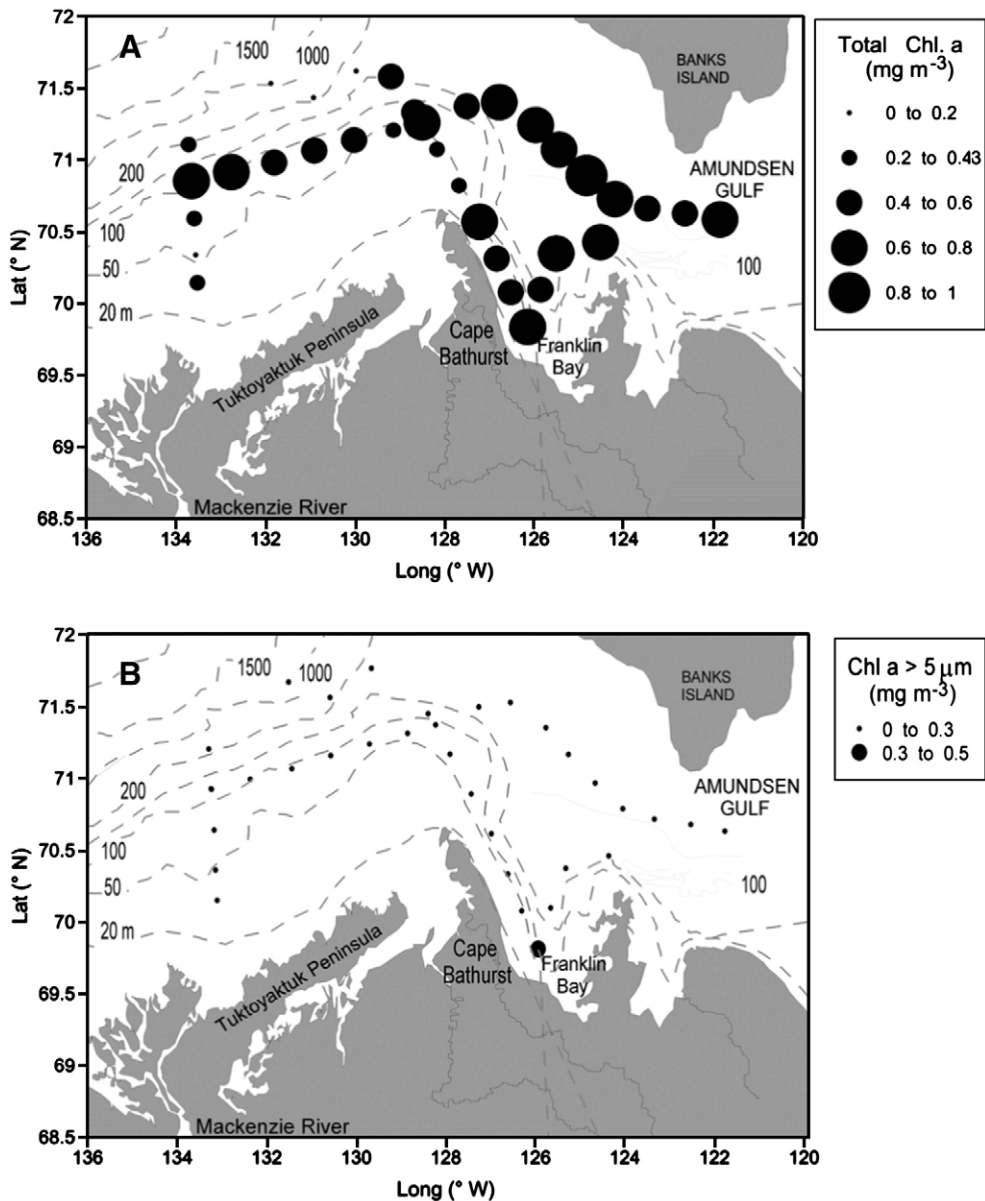 A
72
71.5
71
70.5
70
69.5
69
68.5
Lat (° N)
136
134
132
130
128
126
124
122
120
Long (° W)
1500
1000
200
100
50
20 m
100
BANKS
ISLAND
AMUNDSEN
GULF
Cape
Bathurst
Franklin
Bay
Tuktoyaktuk Peninsula
Mackenzie River
Total Chl. a
(mg m-3)
0 to 0.2
0.2 to 0.43
0.4 to 0.6
0.6 to 0.8
0.8 to 1
B
72
71.5
71
70.5
70
69.5
69
68.5
Lat (° N)
136
134
132
130
128
126
124
122
120
Long (° W)
1500
1000
200
100
50
20 m
100
BANKS
ISLAND
AMUNDSEN
GULF
Cape
Bathurst
Franklin
Bay
Tuktoyaktuk Peninsula
Mackenzie River
Chl a > 5 µm
(mg m-3)
0 to 0.3
0.3 to 0.5